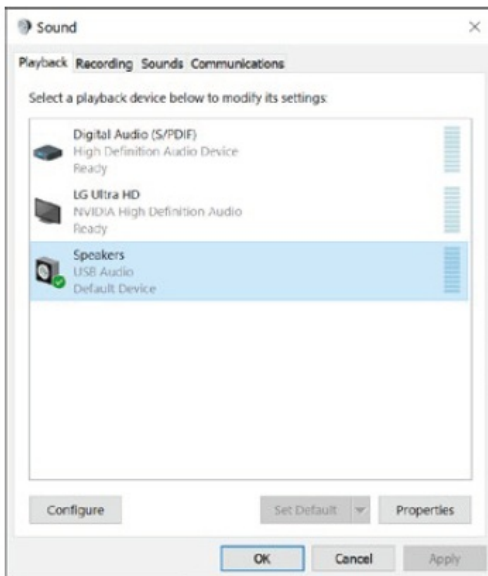 Sound
Playback Recording Sounds Communications
Select a playback device below to modify its settings:
Digital Audio (S/PDIF)
High Definition Audio Device
Ready
LG Ultra HD
NVIDIA High Definition Audio
Ready
Speakers
USB Audio
Default Device
Configure Set Default Properties
OK Cancel Apply